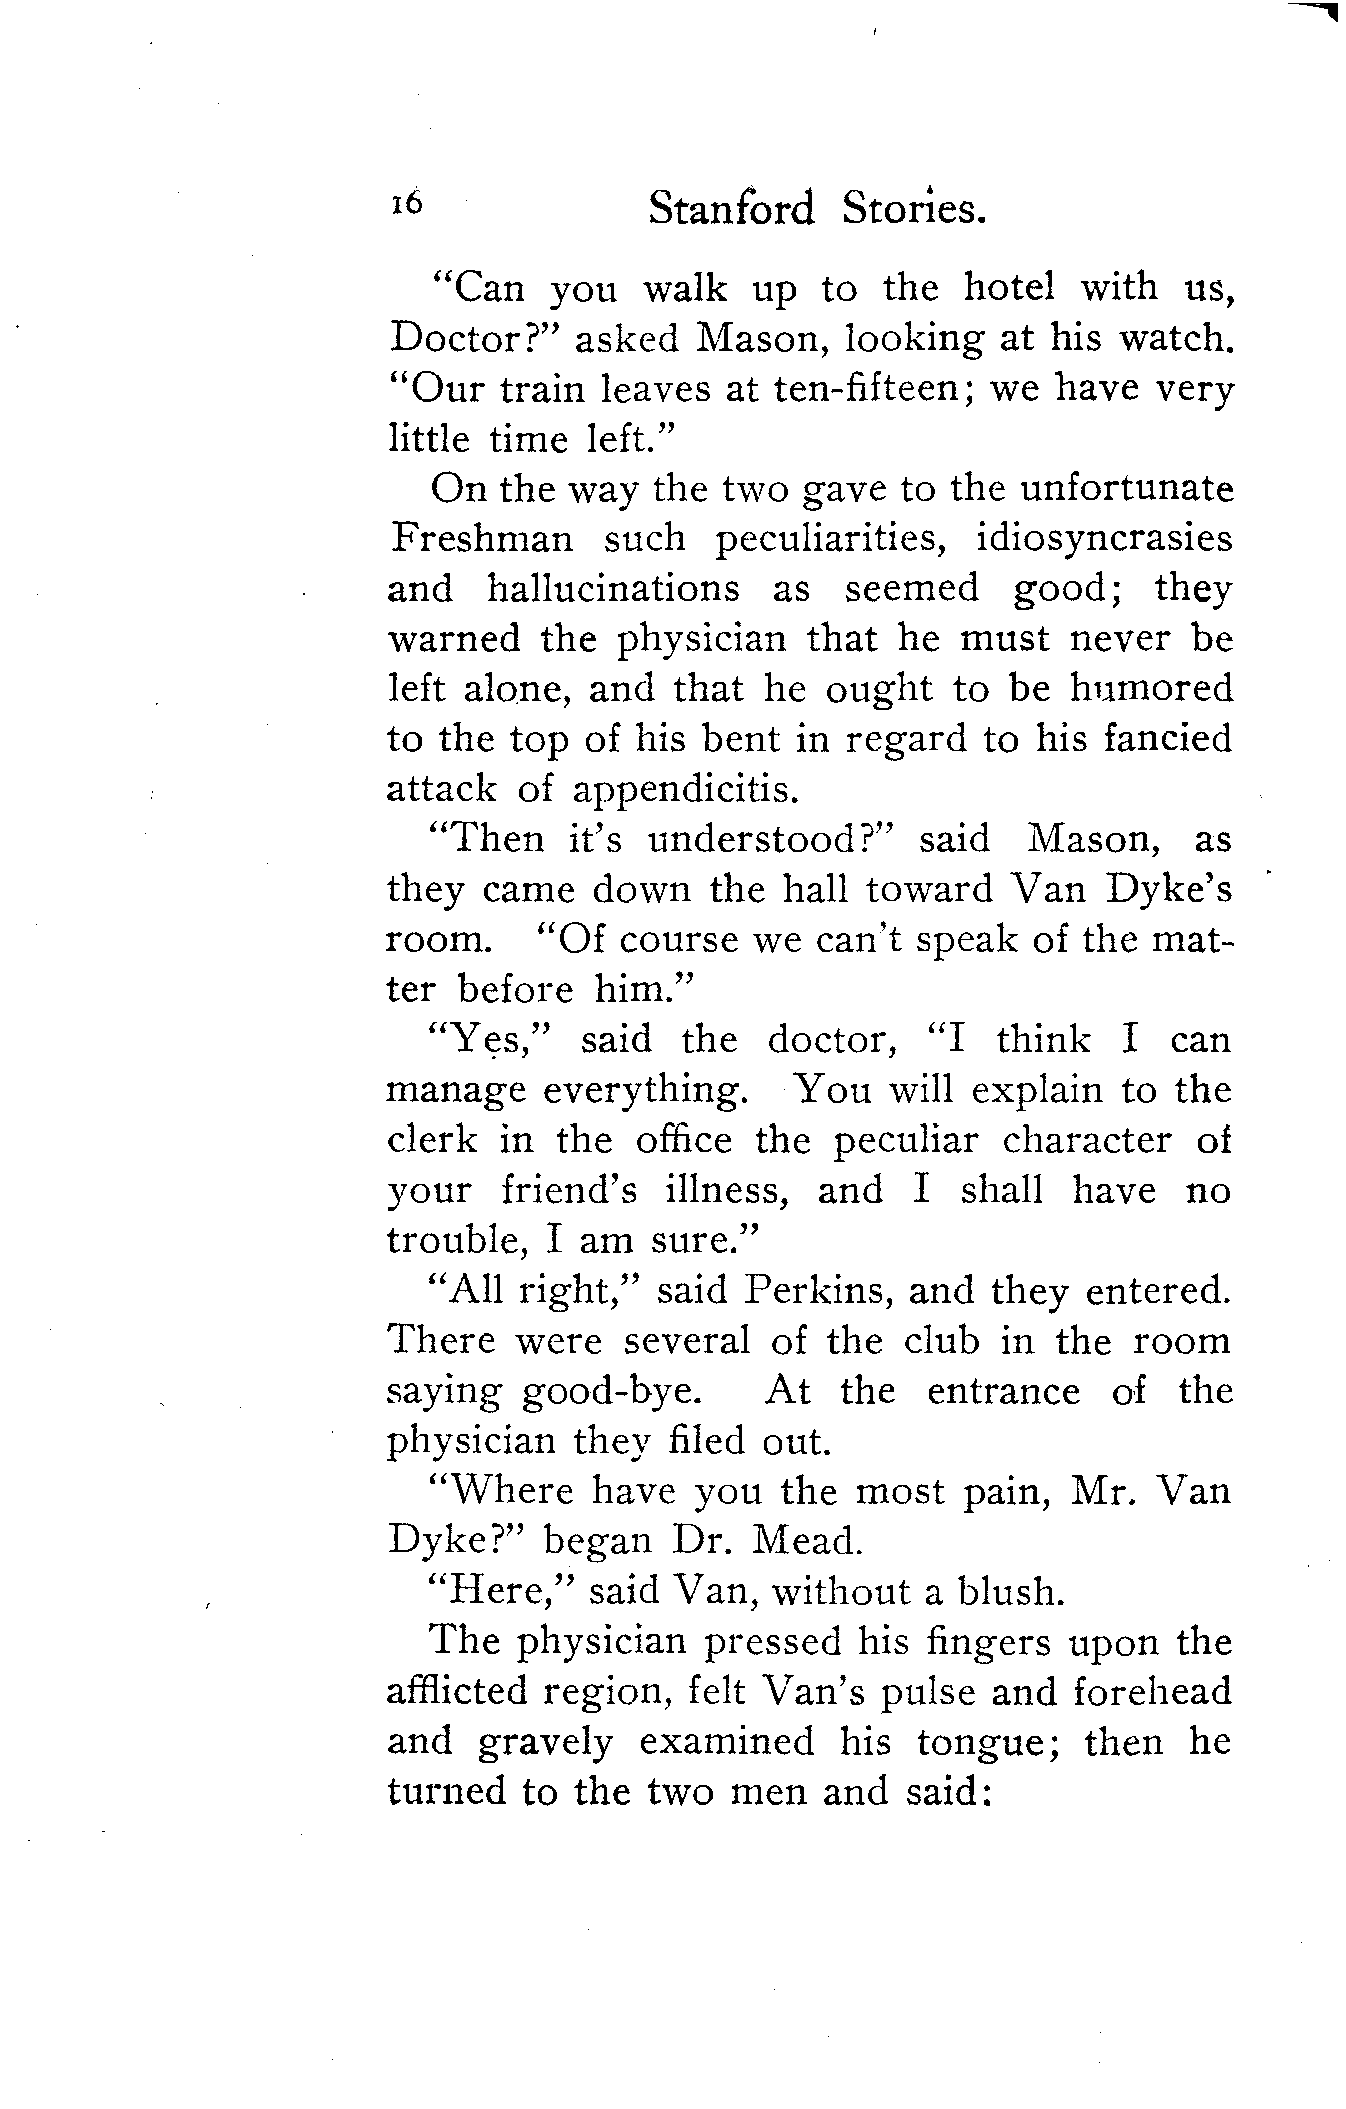 16 Stanford Stories.
"Can you walk up to the hotel with us,
Doctor?" asked Mason, looking at his watch.
"Our train leaves at ten-fifteen; we have very
little time left."
On the way the two gave to the unfortunate
Freshman such peculiarities, idiosyncrasies
and hallucinations as seemed good; they
warned the physician that he must never be
left alone, and that he ought to be humored
to the top of his bent in regard to his fancied
attack of appendicitis.
"Then it's understood?" said Mason, as
they came down the hall toward Van Dyke's
room. "Of course we can't speak of the mat-
ter before him."
"Yes," said the doctor, "I think I can
manage everything. You will explain to the
clerk in the office the peculiar character of
your friend's illness, and I shall have no
trouble, I am sure."
"All right," said Perkins, and they entered.
There were several of the club in the room
saying good-bye. At the entrance of the
physician they filed out.
"Where have you the most pain, Mr. Van
Dyke?" began Dr. Mead.
"Here," said Van, without a blush.
The physician pressed his fingers upon the
afflicted region, felt Van's pulse and forehead
and gravely examined his tongue; then he
turned to the two men and said: